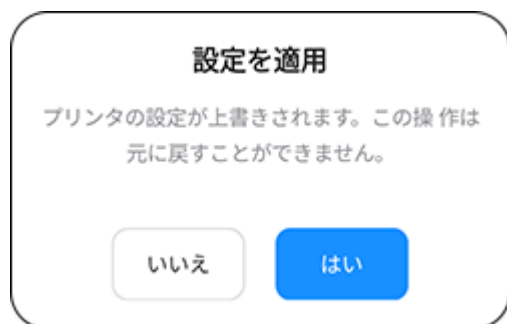 設定を適用
プリンタの設定が上書きされます。この操 作は
元に戻すことができません。
いいえ
はい